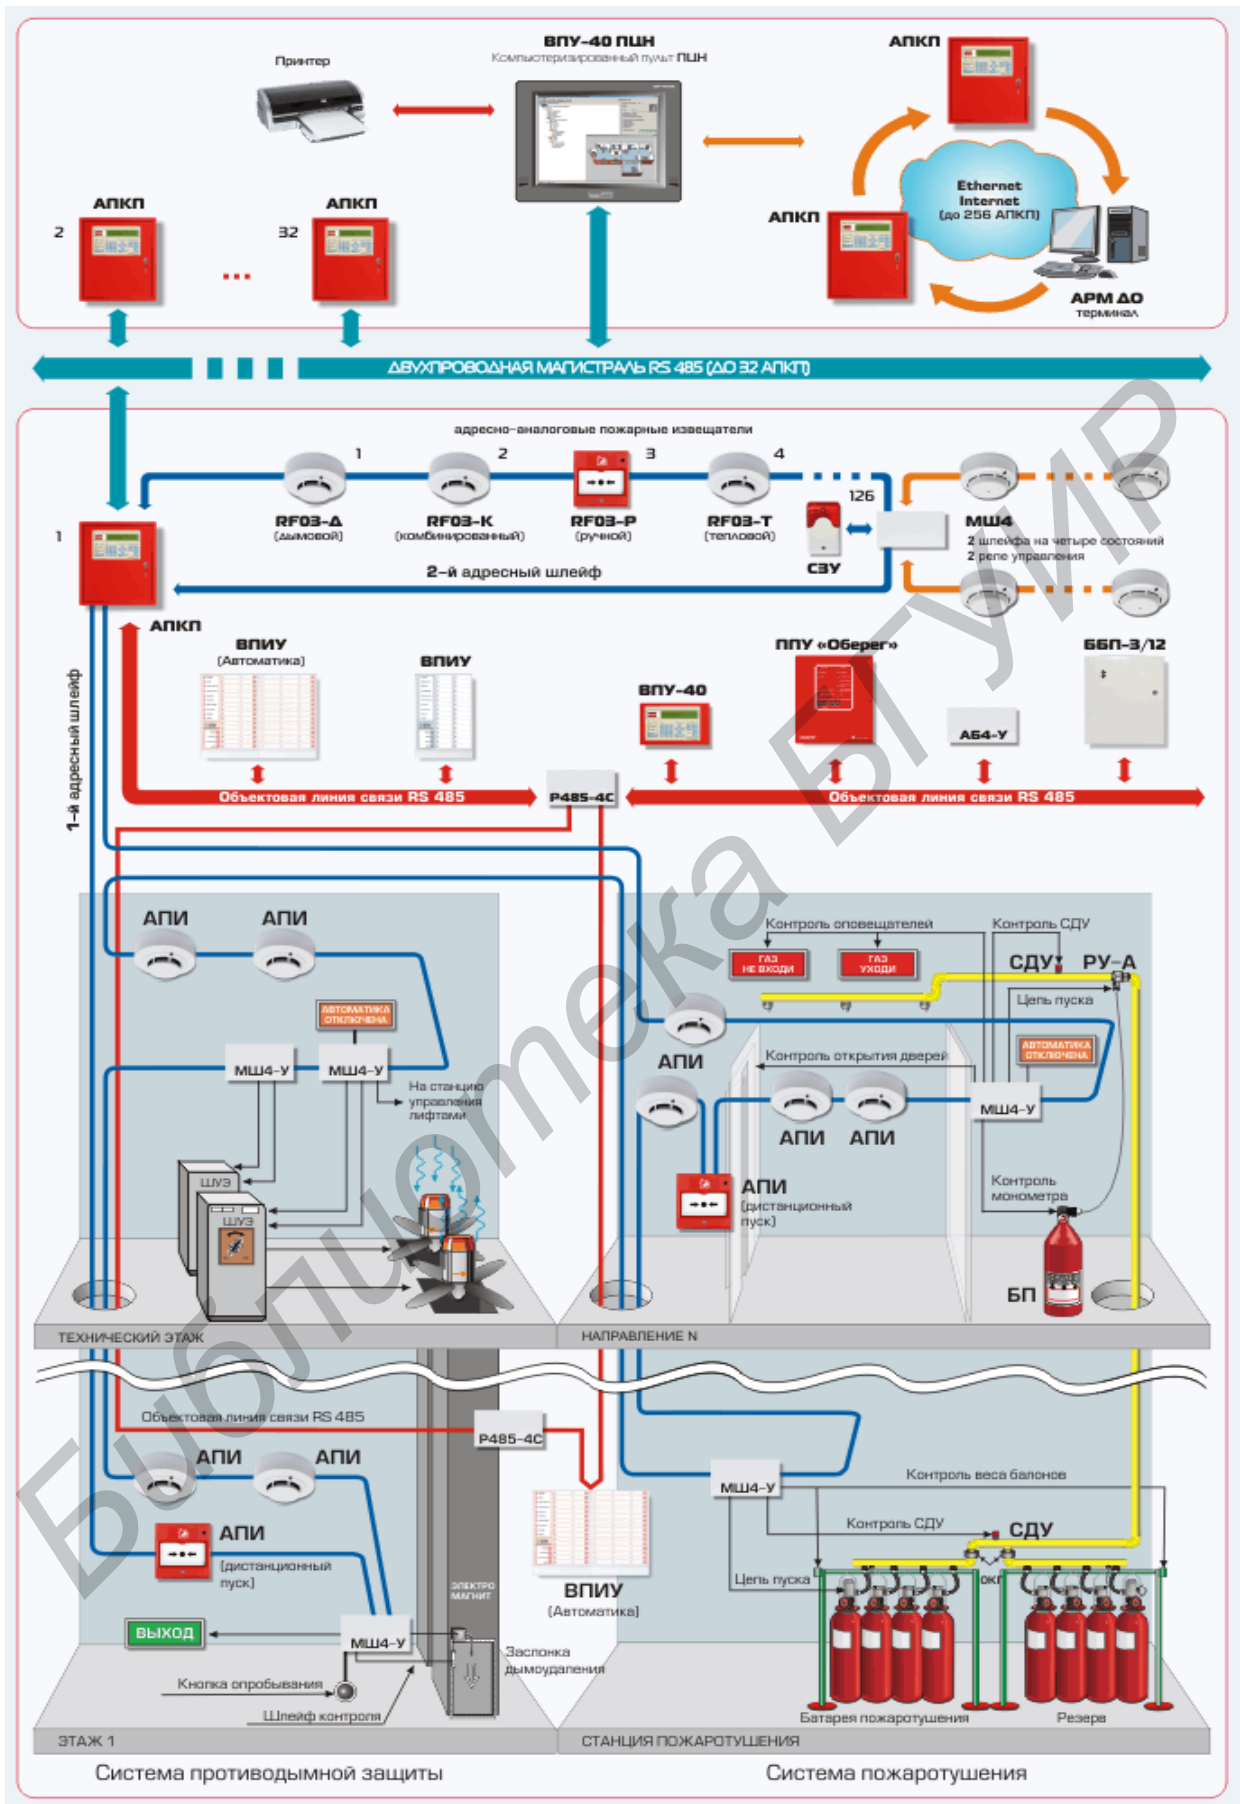 ВПУ-40 ПЦН
Компьютеризированный пульт ПЦН
Принтер
АПКП
АПКП
АПКП
2
32
...
АПКП
Ethernet
Internet
(до 256 АПКП)
АРМ ДО
терминал
ДВУХПРОВОДНАЯ МАГИСТРАЛЬ RS 485 (ДО 32 АПКП)
адресно-аналоговые пожарные извещатели
1
2
3
4
126
RF03-Д
(дымовой)
RF03-К
(комбинированный)
RF03-Р
(ручной)
RF03-Т
(тепловой)
СЗУ
МШ4
2 шлейфа на четыре состояний
2 реле управления
1
2-й адресный шлейф
АПКП
1-й адресный шлейф
ВПИУ
(Автоматика)
ВПИУ
ВПУ-40
ППУ «Оберег»
АБ4-У
ББП-3/12
Объектовая линия связи RS 485
Р485-4С
Объектовая линия связи RS 485
АПИ
АПИ
АВТОМАТИКА
ОТКЛЮЧЕНА
МШ4-У
МШ4-У
На станцию
управления
лифтами
ШУЭ
ШУЭ
ТЕХНИЧЕСКИЙ ЭТАЖ
Контроль оповещателей
Контроль СДУ
ГАЗ
НЕ ВХОДИ
ГАЗ
УХОДИ
СДУ
РУ-А
Цепь пуска
АПИ
АВТОМАТИКА
ОТКЛЮЧЕНА
Контроль открытия дверей
МШ4-У
АПИ
АПИ
АПИ
(дистанционный
пуск)
Контроль
монометра
БП
НАПРАВЛЕНИЕ N
Объектовая линия связи RS 485
Р485-4С
АПИ
АПИ
АПИ
(дистанционный
пуск)
ВПИУ
(Автоматика)
ЭЛЕКТРО
МАГНИТ
ВЫХОД
МШ4-У
Заслонка
дымоудаления
Кнопка опробывания
Шлейф контроля
ЭТАЖ 1
МШ4-У
Контроль веса балонов
Контроль СДУ
СДУ
Цепь пуска
ОКП
Батарея пожаротушения
Резерв
СТАНЦИЯ ПОЖАРОТУШЕНИЯ
Система противодымной защиты
Система пожаротушения
Библиотека БГУИР